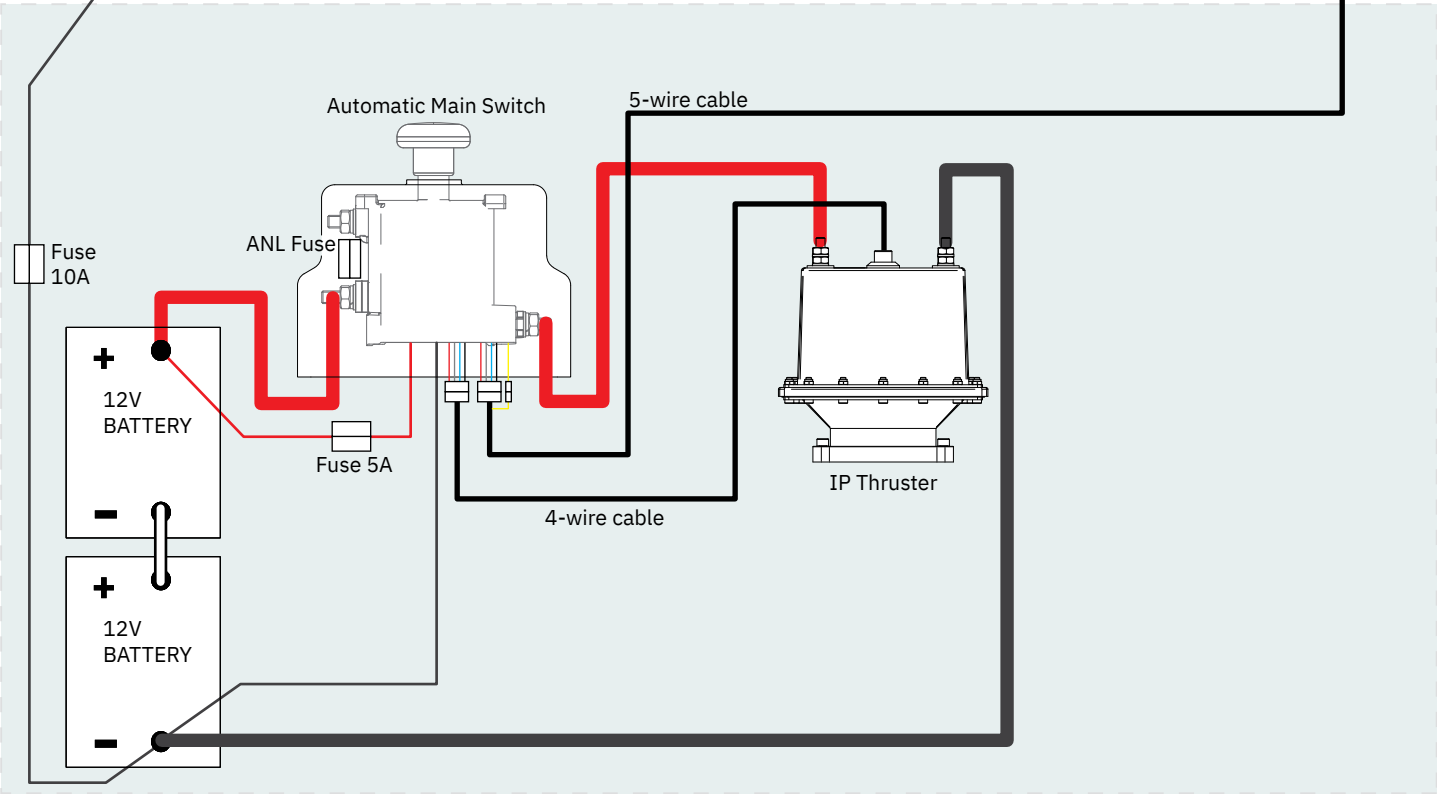 5-wire cable
Automatic Main Switch
ANL Fuse
Fuse
10A
+
12V
BATTERY
Fuse 5A
IP Thruster
-
4-wire cable
+
12V
BATTERY
-